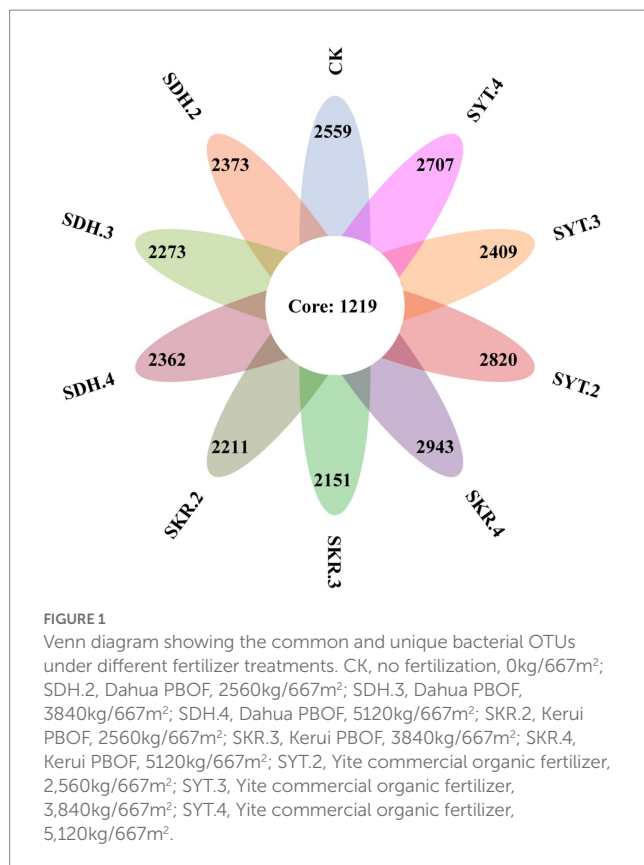 CK
2559
SYT.4
2707
SYT.3
2409
SYT.2
2820
SKR.4
2943
SKR.3
2151
SKR.2
2211
SDH.4
2362
SDH.3
2273
SDH.2
2373
Core: 1219
FIGURE 1
Venn diagram showing the common and unique bacterial OTUs
under different fertilizer treatments. CK, no fertilization, 0kg/667m²;
SDH.2, Dahua PBOF, 2560kg/667m²; SDH.3, Dahua PBOF,
3840kg/667m²; SDH.4, Dahua PBOF, 5120kg/667m²; SKR.2, Kerui
PBOF, 2560kg/667m²; SKR.3, Kerui PBOF, 3840kg/667m²; SKR.4,
Kerui PBOF, 5120kg/667m²; SYT.2, Yite commercial organic fertilizer,
2,560kg/667m²; SYT.3, Yite commercial organic fertilizer,
3,840kg/667m²; SYT.4, Yite commercial organic fertilizer,
5,120kg/667m².